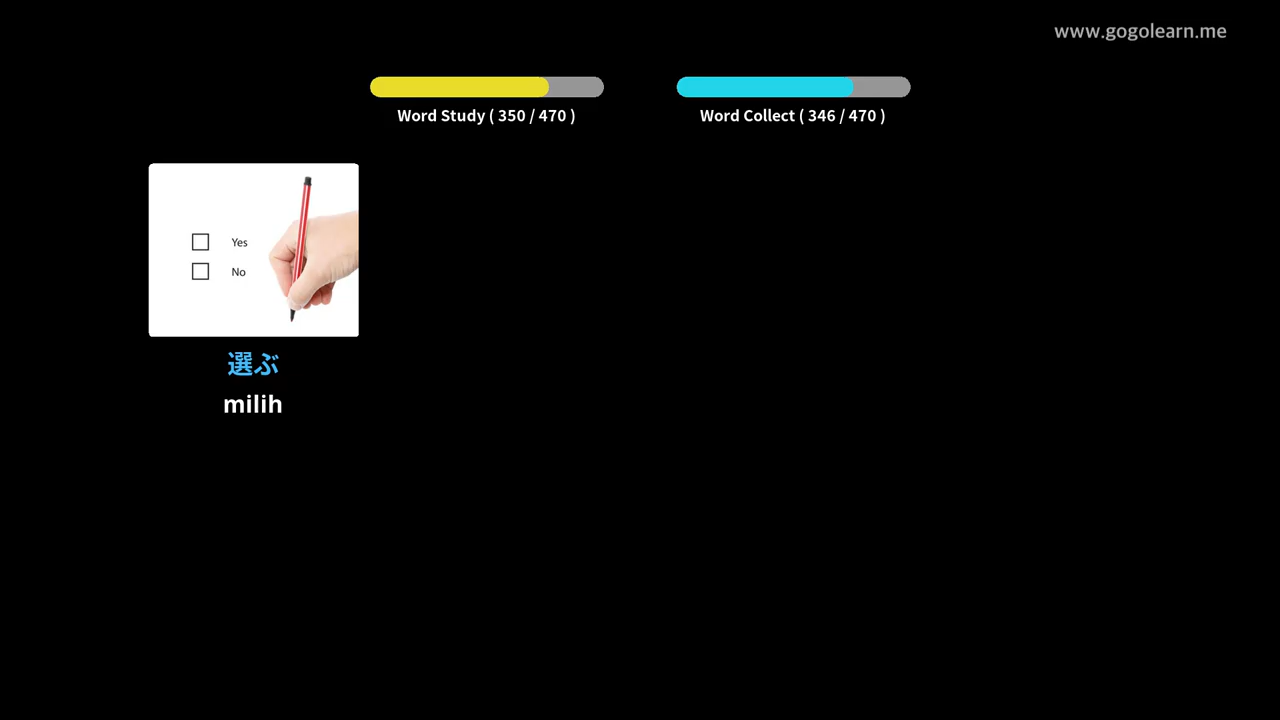 www.gogolearn.me
Word Study ( 350 / 470 )
Word Collect ( 346 / 470 )
Yes
No
選ぶ
milih